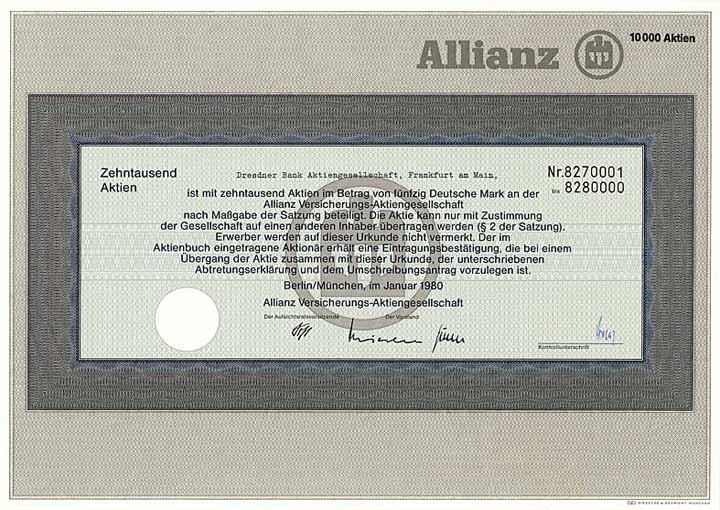 Allianz
10 000 Aktien
Zehntausend
Aktien
Dresdner Bank Aktiengesellschaft, Frankfurt am Main,
Nr. 8270001
bis 8280000
ist mit zehntausend Aktien im Betrag von fünfzig Deutsche Mark an der
Allianz Versicherungs-Aktiengesellschaft
nach Maßgabe der Satzung beteiligt. Die Aktie kann nur mit Zustimmung
der Gesellschaft auf einen anderen Inhaber übertragen werden (§ 2 der Satzung).
Erwerber werden auf dieser Urkunde nicht vermerkt. Der im
Aktienbuch eingetragene Aktionär erhält eine Eintragungsbestätigung, die bei einem
Übergang der Aktie zusammen mit dieser Urkunde, der unterschriebenen
Abtretungserklärung und dem Umschreibungsantrag vorzulegen ist.
Berlin/München, im Januar 1980
Allianz Versicherungs-Aktiengesellschaft
Der Aufsichtsratsvorsitzende
Der Vorstand
Kontrollunterschrift
GIESECKE & DEVRIENT MÜNCHEN